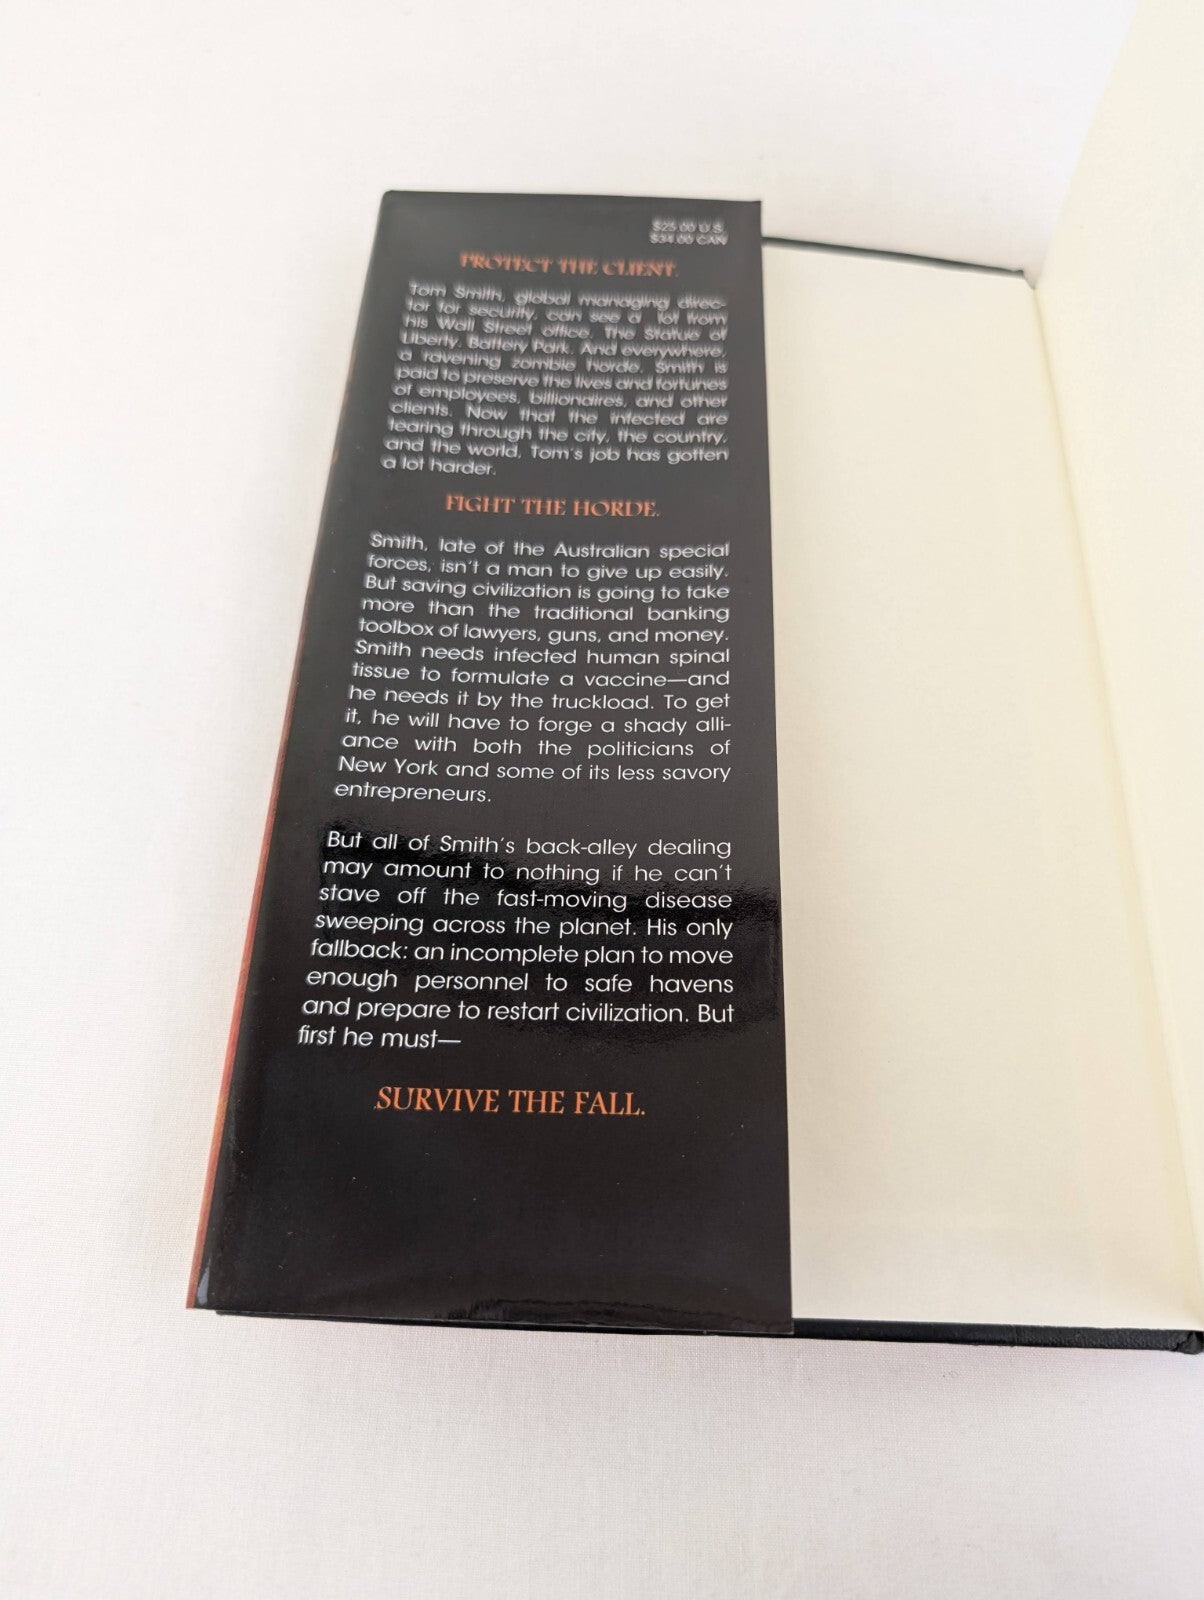 $25.00 U.S.
$34.00 CAN
PROTECT THE CLIENT.
Tom Smith, global managing direc-
tor for security, can see a lot from
his Wall Street office. The Statue of
Liberty. Battery Park. And everywhere,
a ravening zombie horde. Smith is
paid to preserve the lives and fortunes
of employees, billionaires, and other
clients. Now that the infected are
tearing through the city, the country,
and the world, Tom's job has gotten
a lot harder.
FIGHT THE HORDE.
Smith, late of the Australian special
forces, isn't a man to give up easily.
But saving civilization is going to take
more than the traditional banking
toolbox of lawyers, guns, and money.
Smith needs infected human spinal
tissue to formulate a vaccine—and
he needs it by the truckload. To get
it, he will have to forge a shady alli-
ance with both the politicians of
New York and some of its less savory
entrepreneurs.
But all of Smith's back-alley dealing
may amount to nothing if he can't
stave off the fast-moving disease
sweeping across the planet. His only
fallback: an incomplete plan to move
enough personnel to safe havens
and prepare to restart civilization. But
first he must—
SURVIVE THE FALL.